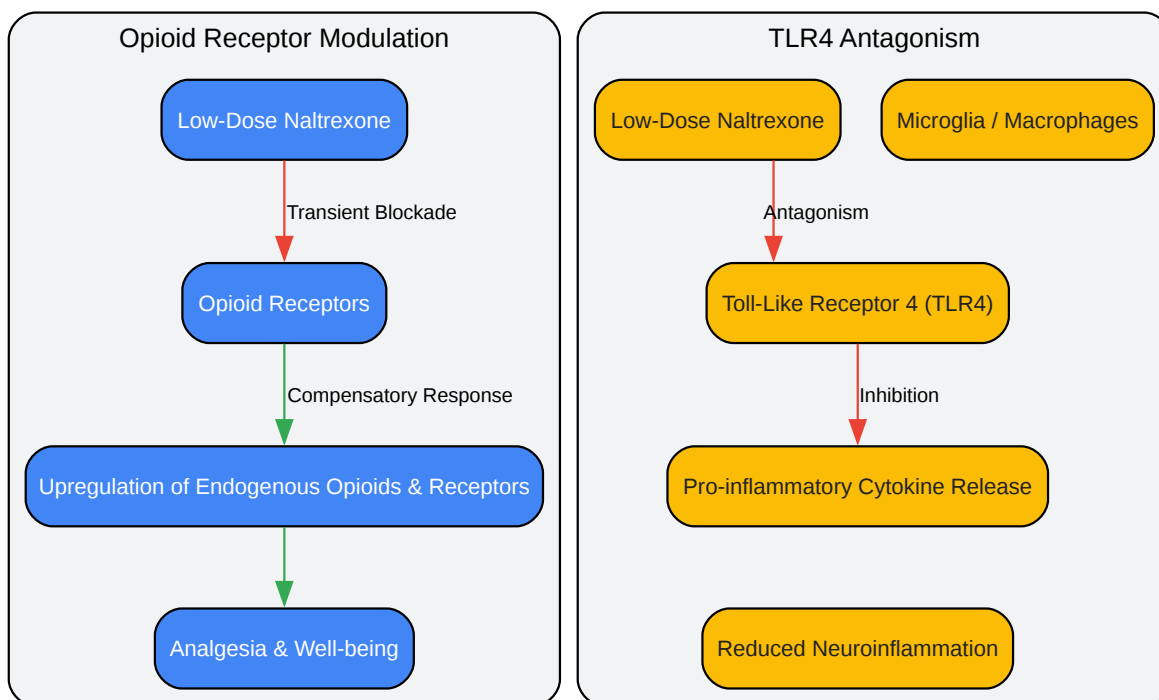 Opioid Receptor Modulation
Low-Dose Naltrexone
Transient Blockade
Opioid Receptors
Compensatory Response
Upregulation of Endogenous Opioids & Receptors
Analgesia & Well-being
TLR4 Antagonism
Low-Dose Naltrexone
Microglia / Macrophages
Antagonism
Toll-Like Receptor 4 (TLR4)
Inhibition
Pro-inflammatory Cytokine Release
Reduced Neuroinflammation